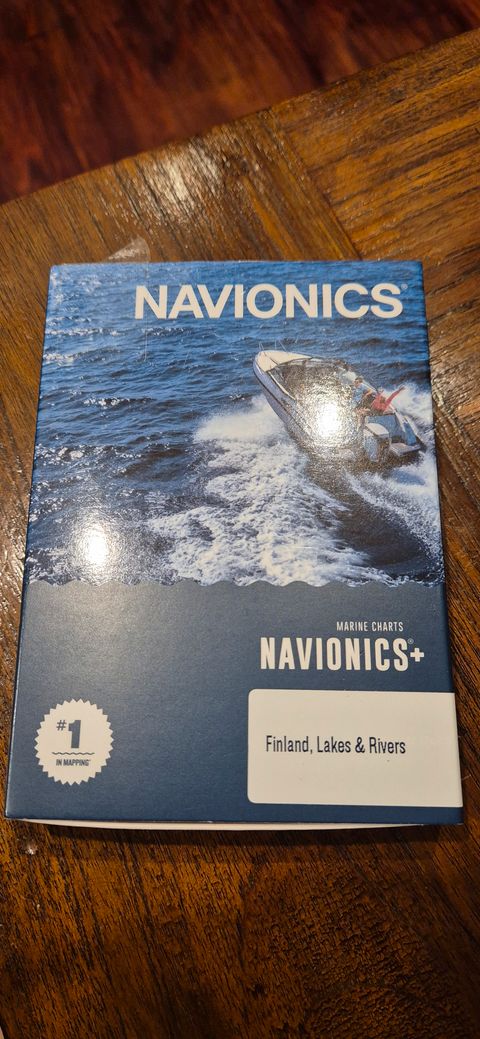 NAVIONICS®
MARINE CHARTS
NAVIONICS®+
#1
IN MAPPING*
Finland, Lakes & Rivers